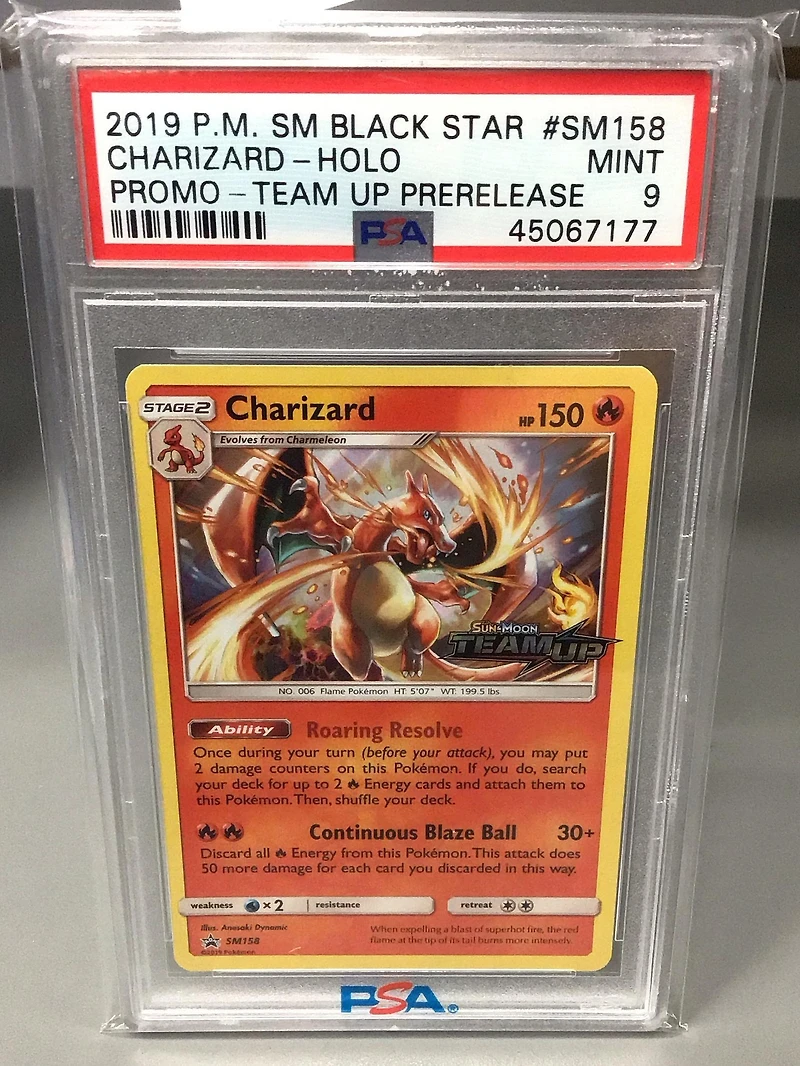 2019 P.M. SM BLACK STAR #SM158
CHARIZARD - HOLO MINT
PROMO - TEAM UP PRERELEASE 9
PSA 45067177
STAGE 2 Charizard HP 150
Evolves from Charmeleon
SUN & MOON
TEAM UP
NO. 006 Flame Pokémon HT: 5'07" WT: 199.5 lbs
Ability Roaring Resolve
Once during your turn (before your attack), you may put
2 damage counters on this Pokémon. If you do, search
your deck for up to 2 Energy cards and attach them to
this Pokémon. Then, shuffle your deck.
Continuous Blaze Ball 30+
Discard all Energy from this Pokémon. This attack does
50 more damage for each card you discarded in this way.
weakness ×2 resistance retreat
Illus. Anesaki Dynamic
SM158
©2019 Pokémon
When expelling a blast of superhot fire, the red
flame at the tip of its tail burns more intensely.
PSA®